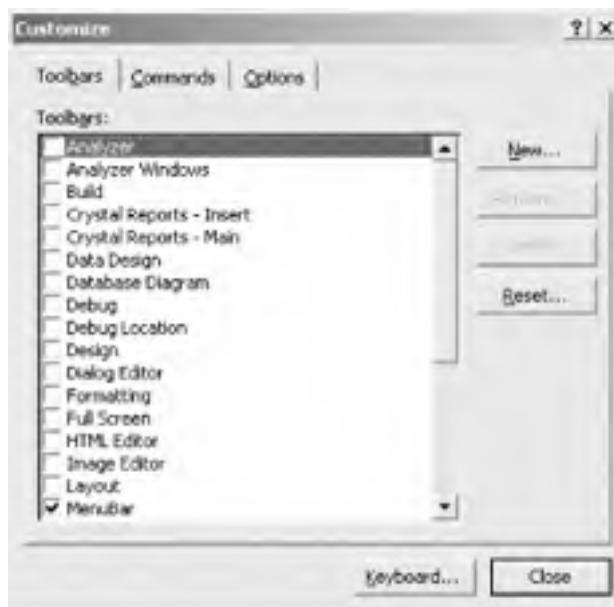 Customize
Toolbars Commands Options
Toolbars:
Analyzer
Analyzer Windows
Build
Crystal Reports - Insert
Crystal Reports - Main
Data Design
Database Diagram
Debug
Debug Location
Design
Dialog Editor
Formatting
Full Screen
HTML Editor
Image Editor
Layout
MenuBar
New...
Reset...
Keyboard...
Close